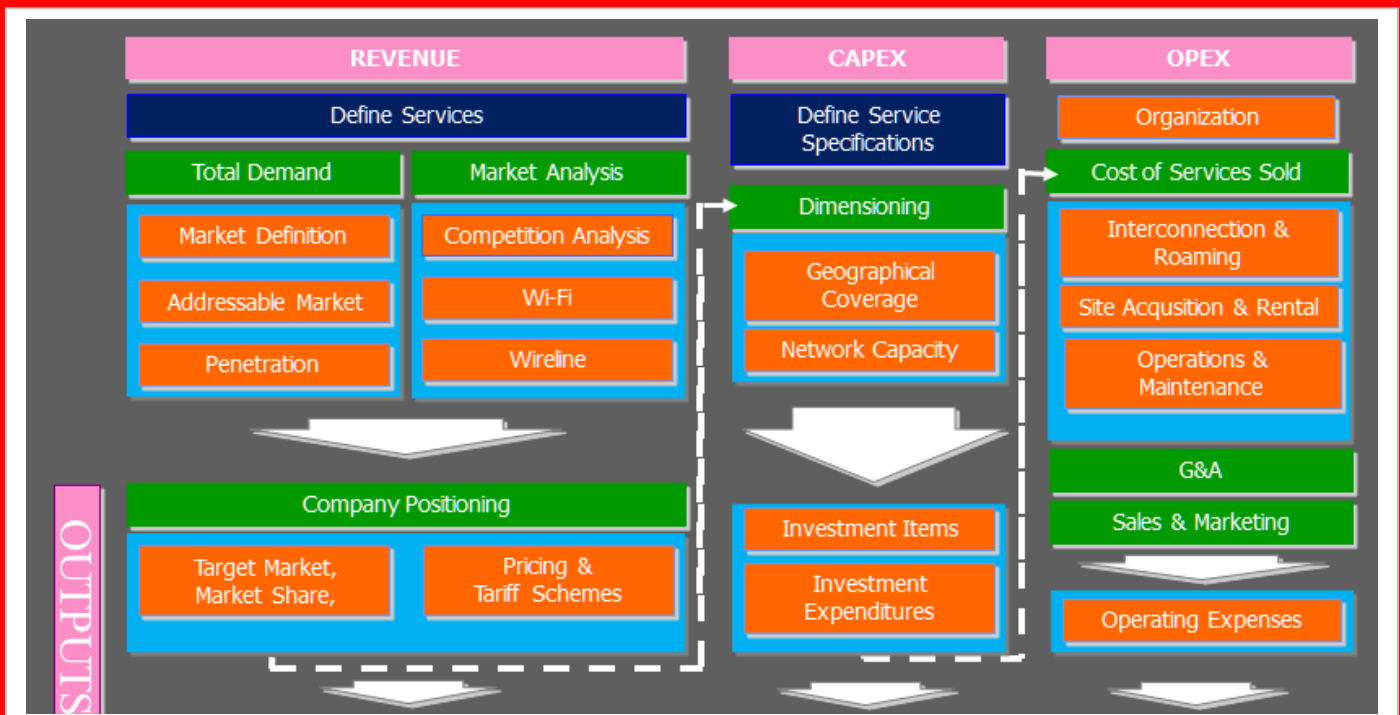 REVENUE
Define Services
Total Demand
Market Definition
Addressable Market
Penetration
Market Analysis
Competition Analysis
Wi-Fi
Wireline
Company Positioning
Target Market,
Market Share,
Pricing &
Tariff Schemes
CAPEX
Define Service
Specifications
Dimensioning
Geographical
Coverage
Network Capacity
Investment Items
Investment
Expenditures
OPEX
Organization
Cost of Services Sold
Interconnection &
Roaming
Site Acqusition & Rental
Operations &
Maintenance
G&A
Sales & Marketing
Operating Expenses
OUTPUTS